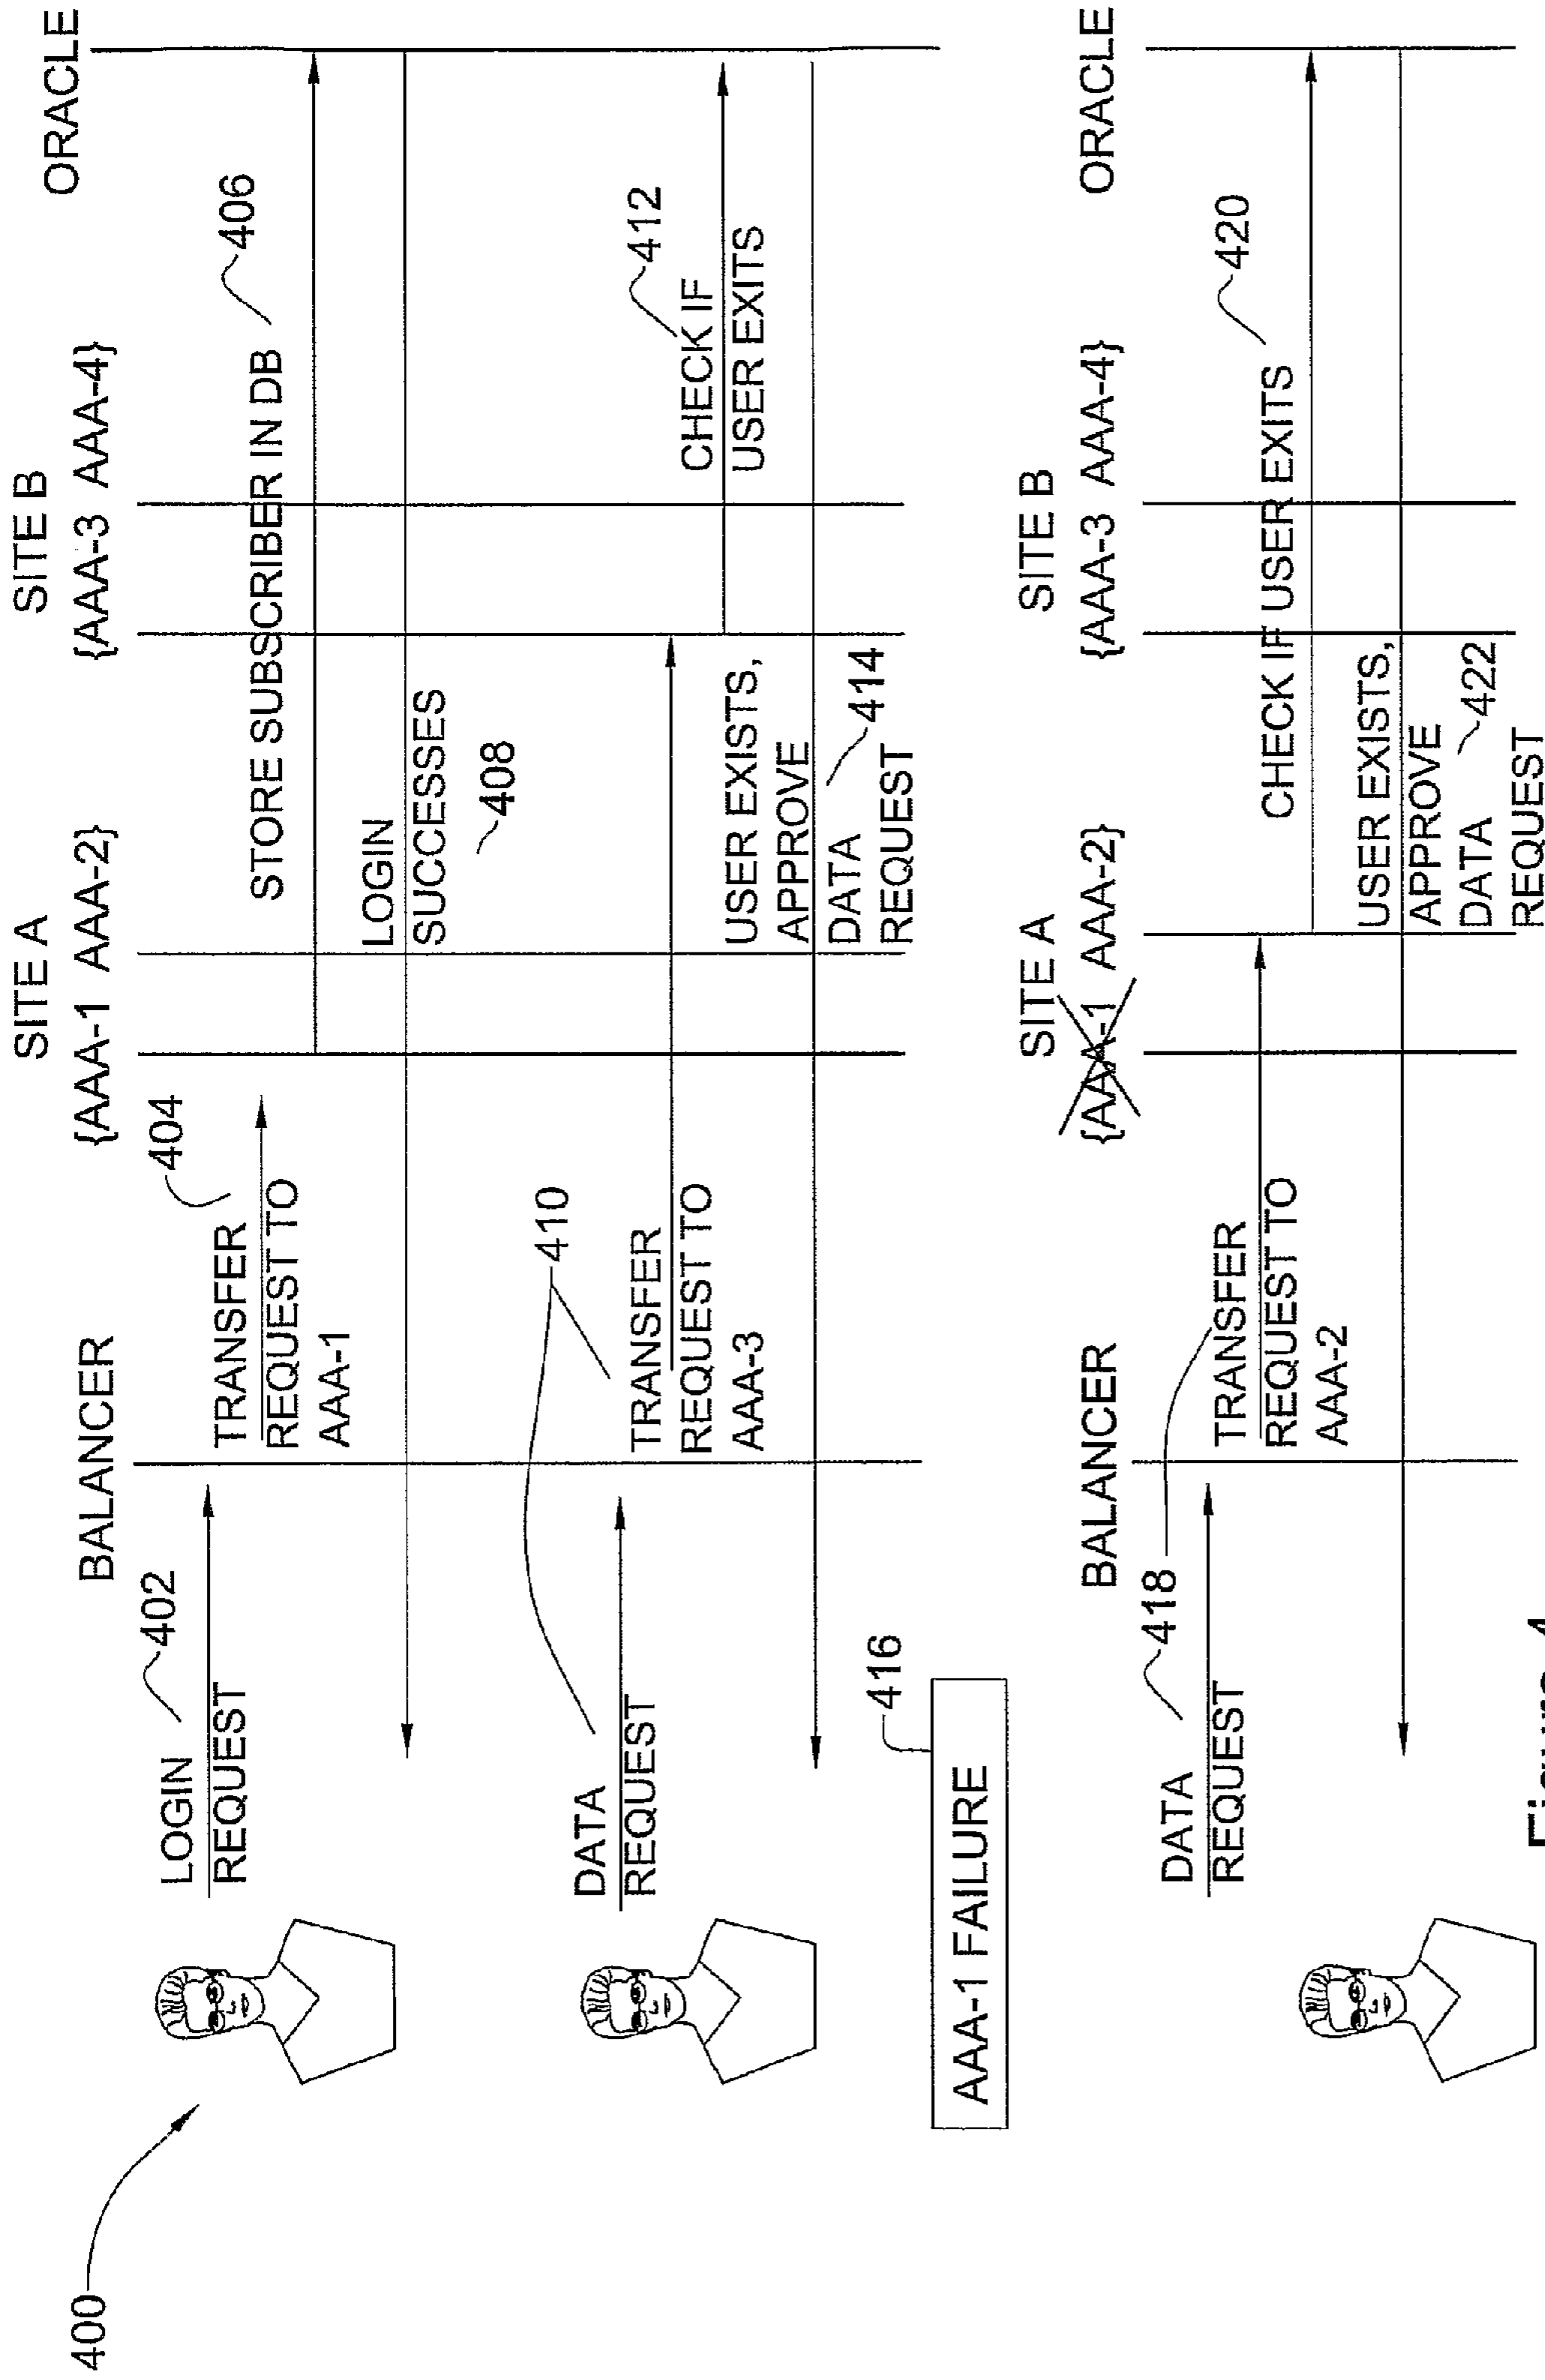 400
BALANCER
SITE A
{AAA-1 AAA-2}
SITE B
{AAA-3 AAA-4}
ORACLE
LOGIN
REQUEST
402
TRANSFER
REQUEST TO
AAA-1
404
STORE SUBSCRIBER IN DB
406
LOGIN
SUCCESSES
408
DATA
REQUEST
410
TRANSFER
REQUEST TO
AAA-3
CHECK IF
USER EXITS
412
USER EXISTS,
APPROVE
DATA
REQUEST
414
AAA-1 FAILURE
416
BALANCER
SITE A
{AAA-1 AAA-2}
SITE B
{AAA-3 AAA-4}
ORACLE
DATA
REQUEST
418
TRANSFER
REQUEST TO
AAA-2
CHECK IF USER EXITS
420
USER EXISTS,
APPROVE
DATA
REQUEST
422
Figure 4